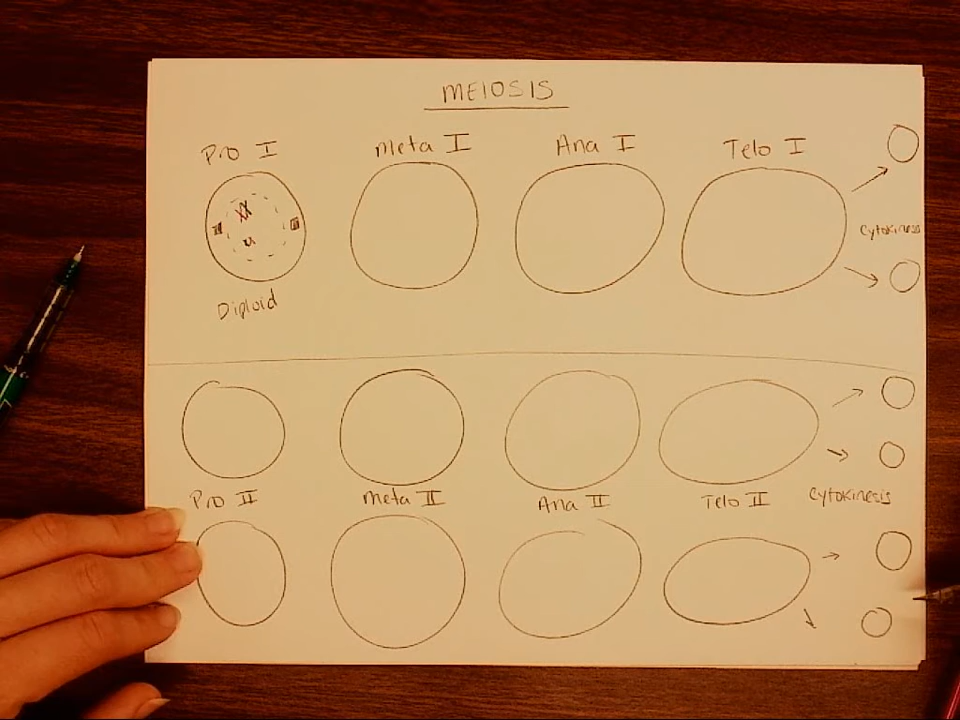 MEIOSIS
Pro I
Meta I
Ana I
Telo I
Cytokinesis
Diploid
Pro II
Meta II
Ana II
Telo II
Cytokinesis